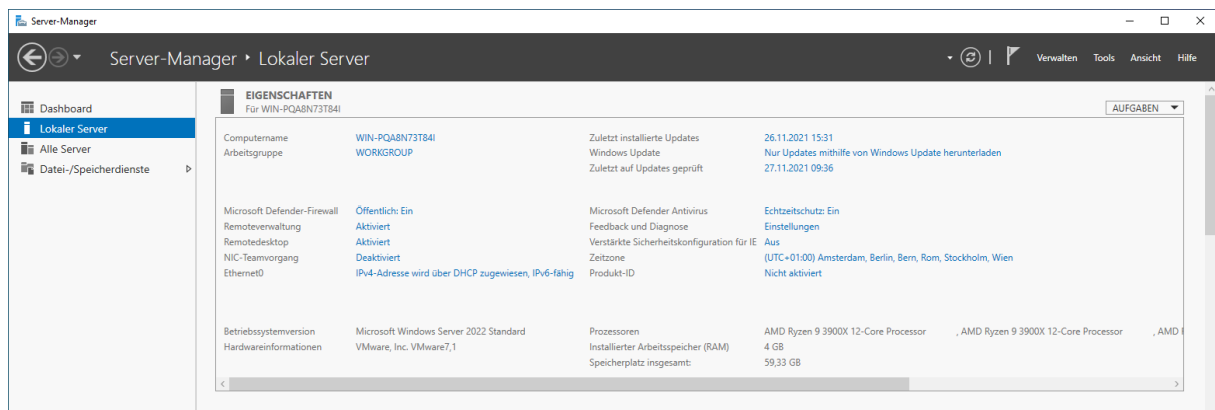 Server-Manager
Server-Manager ‣ Lokaler Server
Verwalten Tools Ansicht Hilfe
Dashboard
Lokaler Server
Alle Server
Datei-/Speicherdienste
EIGENSCHAFTEN
Für WIN-PQA8N73T84I
AUFGABEN
Computername WIN-PQA8N73T84I Zuletzt installierte Updates 26.11.2021 15:31
Arbeitsgruppe WORKGROUP Windows Update Nur Updates mithilfe von Windows Update herunterladen
Zuletzt auf Updates geprüft 27.11.2021 09:36
Microsoft Defender-Firewall Öffentlich: Ein Microsoft Defender Antivirus Echtzeitschutz: Ein
Remoteverwaltung Aktiviert Feedback und Diagnose Einstellungen
Remotedesktop Aktiviert Verstärkte Sicherheitskonfiguration für IE Aus
NIC-Teamvorgang Deaktiviert Zeitzone (UTC+01:00) Amsterdam, Berlin, Bern, Rom, Stockholm, Wien
Ethernet0 IPv4-Adresse wird über DHCP zugewiesen, IPv6-fähig Produkt-ID Nicht aktiviert
Betriebssystemversion Microsoft Windows Server 2022 Standard Prozessoren AMD Ryzen 9 3900X 12-Core Processor , AMD Ryzen 9 3900X 12-Core Processor , AMD
Hardwareinformationen VMware, Inc. VMware7,1 Installierter Arbeitsspeicher (RAM) 4 GB
Speicherplatz insgesamt: 59,33 GB